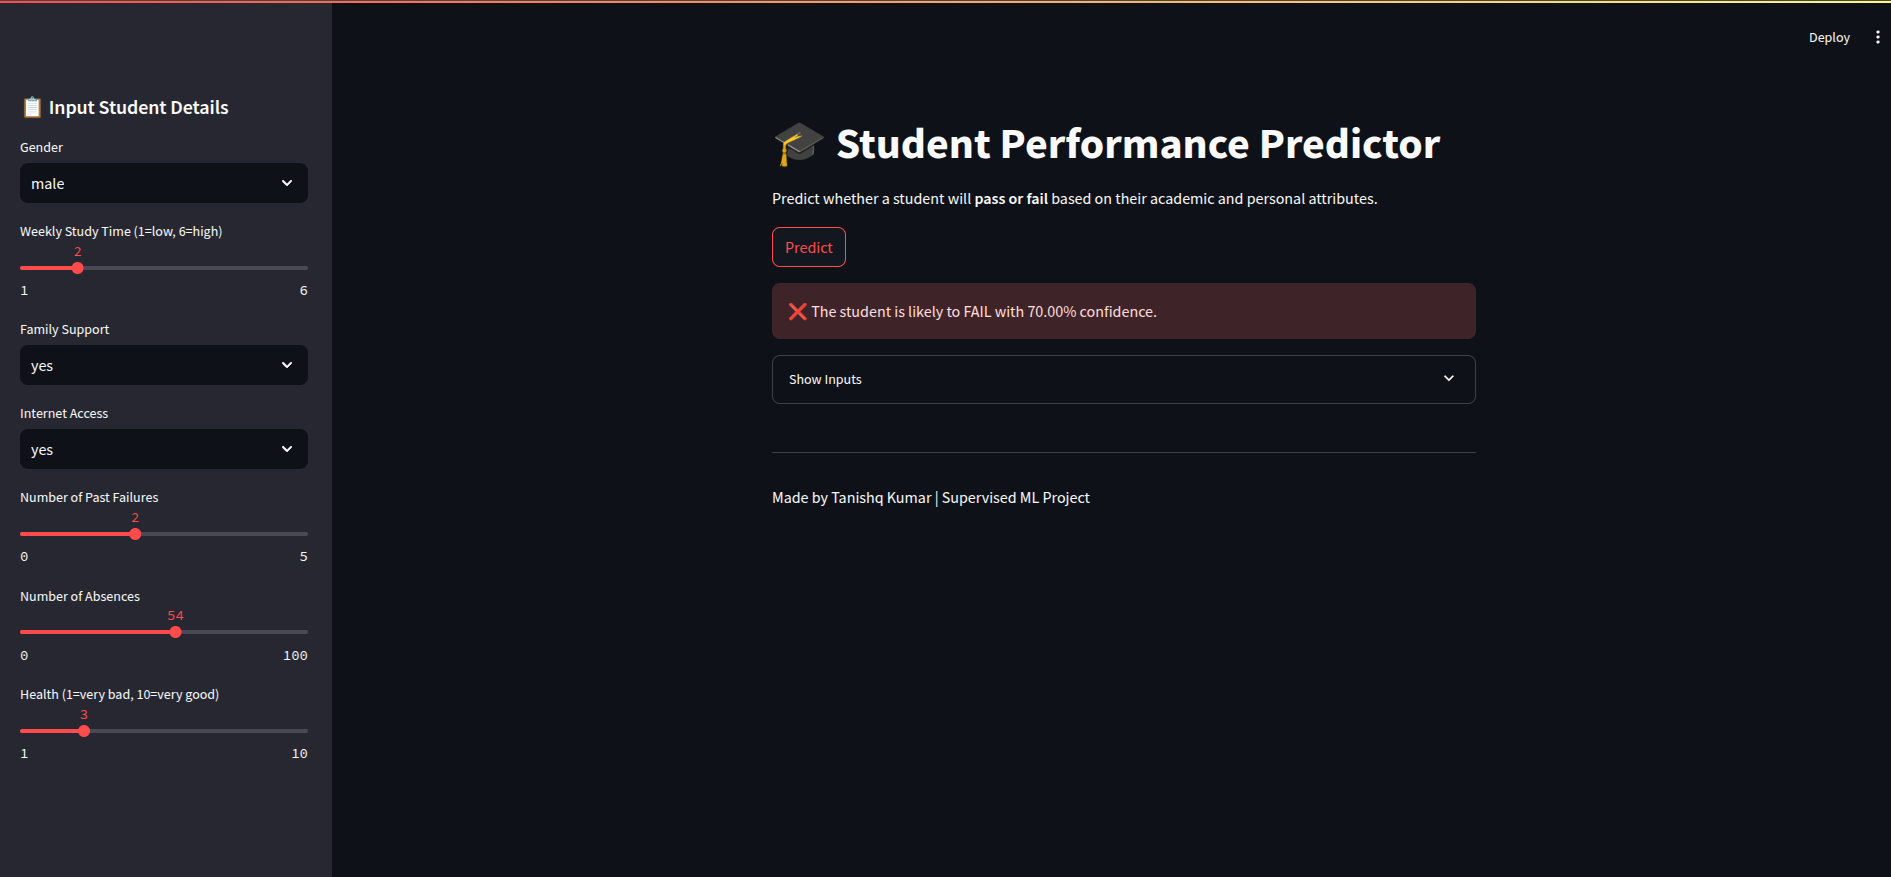 Deploy
📋 Input Student Details
Gender
male
Weekly Study Time (1=low, 6=high)
2
1 6
Family Support
yes
Internet Access
yes
Number of Past Failures
2
0 5
Number of Absences
54
0 100
Health (1=very bad, 10=very good)
3
1 10
🎓 Student Performance Predictor
Predict whether a student will pass or fail based on their academic and personal attributes.
Predict
❌ The student is likely to FAIL with 70.00% confidence.
Show Inputs
Made by Tanishq Kumar | Supervised ML Project